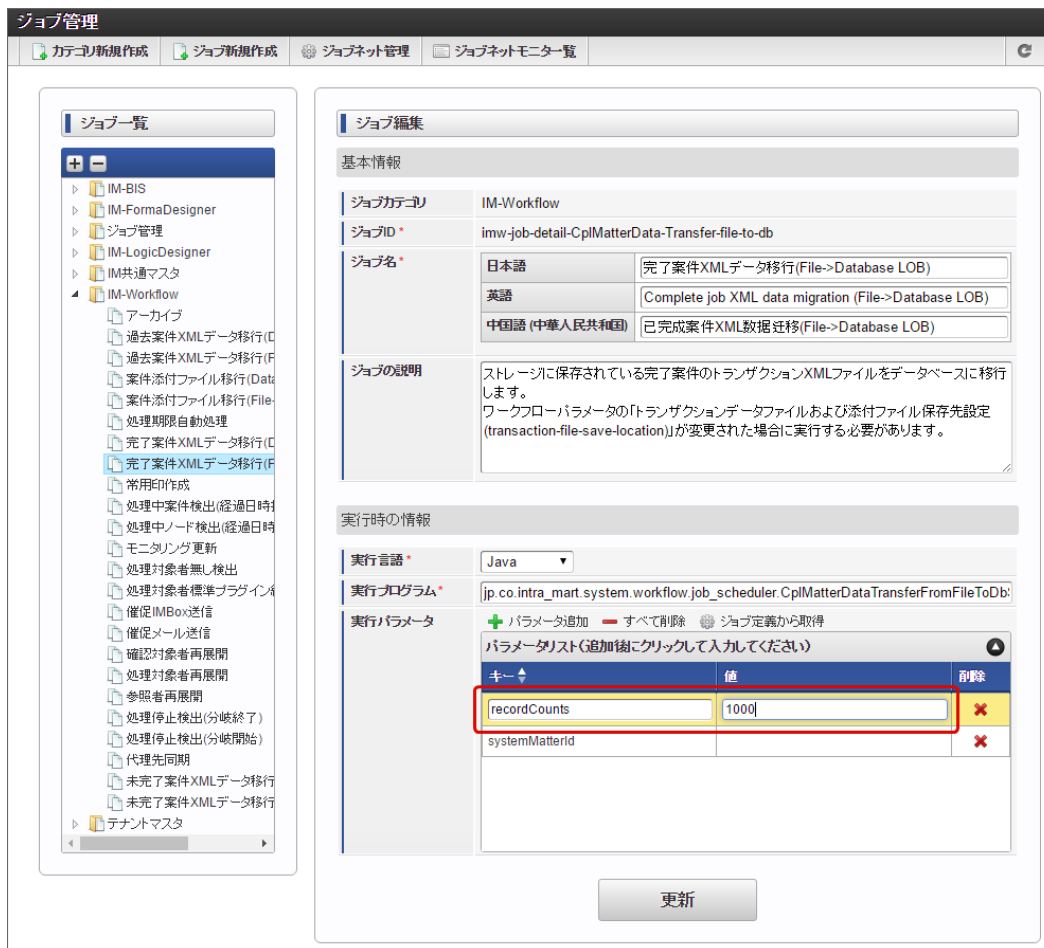 ジョブ管理
カテゴリ新規作成
ジョブ新規作成
ジョブネット管理
ジョブネットモニター覧
ジョブ一覧
IM-BIS
IM-FormaDesigner
ジョブ管理
IM-LogicDesigner
IM共通マスタ
IM-Workflow
アーカイブ
過去案件XMLデータ移行(D
過去案件XMLデータ移行(F
案件添付ファイル移行(Data
案件添付ファイル移行(File-
処理期限自動処理
完了案件XMLデータ移行(D
完了案件XMLデータ移行(F
常用印作成
処理中案件検出(経過日時
処理中ノード検出(経過日時
モニタリング更新
処理対象者無し検出
処理対象者標準プラグイン
催促IMBox送信
催促メール送信
確認対象者再展開
処理対象者再展開
参照者再展開
処理停止検出(分岐終了)
処理停止検出(分岐開始)
代理先同期
未完了案件XMLデータ移行
未完了案件XMLデータ移行
テナントマスタ
ジョブ編集
基本情報
ジョブカテゴリ IM-Workflow
ジョブID * imw-job-detail-CplMatterData-Transfer-file-to-db
ジョブ名 *
日本語 完了案件XMLデータ移行(File->Database LOB)
英語 Complete job XML data migration (File->Database LOB)
中国語 (中華人民共和国) 已完成案件XML数据迁移(File->Database LOB)
ジョブの説明
ストレージに保存されている完了案件のトランザクションXMLファイルをデータベースに移行
します。
ワークフローパラメータの「トランザクションデータファイルおよび添付ファイル保存先設定
(transaction-file-save-location)」が変更された場合に実行する必要があります。
実行時の情報
実行言語 * Java
実行プログラム * jp.co.intra_mart.system.workflow.job_scheduler.CplMatterDataTransferFromFileToDb
実行パラメータ
パラメータ追加 すべて削除 ジョブ定義から取得
パラメータリスト(追加後にクリックして入力してください)
キー 値 削除
recordCounts 1000
systemMatterId
更新